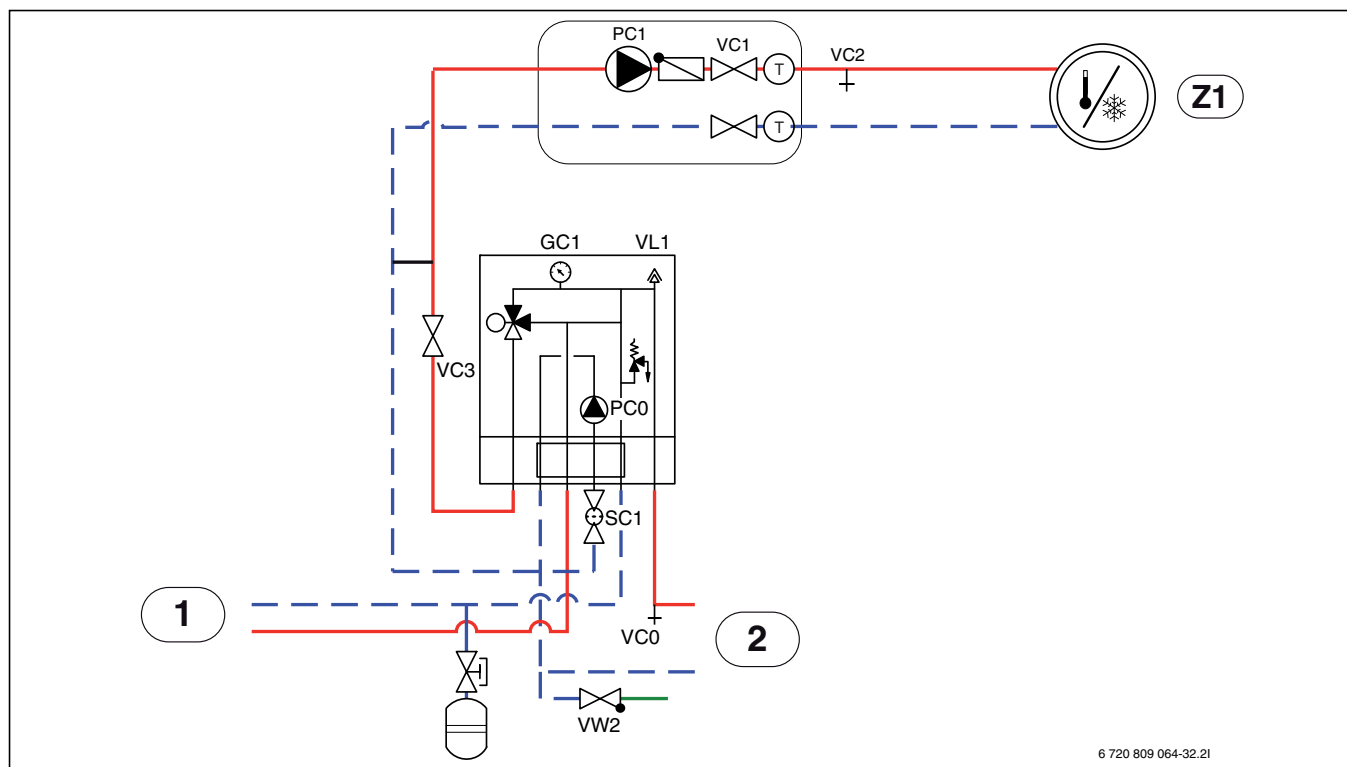 PC1
VC1
VC2
T
Z1
T
GC1
VL1
VC3
PC0
SC1
1
2
VC0
VW2
6 720 809 064-32.2I